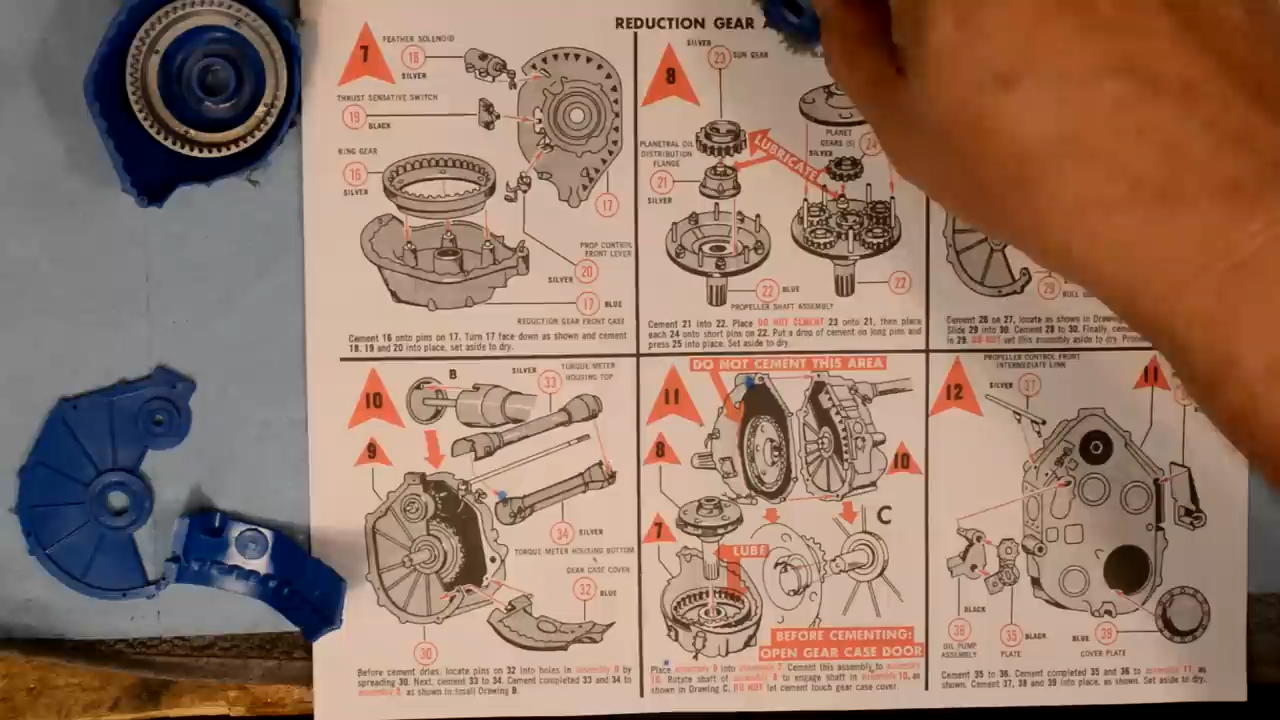 REDUCTION GEAR
7
FEATHER SOLENOID
18
SILVER
THRUST SENSATIVE SWITCH
19 BLACK
RING GEAR
16
SILVER
17
PROP CONTROL
FRONT LEVER
SILVER 20
17 BLUE
REDUCTION GEAR FRONT CASE
Cement 16 onto pins on 17. Turn 17 face down as shown and cement
18, 19 and 20 into place, set aside to dry.
8
SILVER
23 SUN GEAR
PLANETRAL OIL
DISTRIBUTION
FLANGE
21
SILVER
LUBRICATE
PLANET
GEARS (5)
SILVER 24
22 BLUE
22
PROPELLER SHAFT ASSEMBLY
Cement 21 into 22. Place DO NOT CEMENT 23 onto 21, then place
each 24 onto short pins on 22. Put a drop of cement on long pins and
press 25 into place. Set aside to dry.
29
Cement 26 on 27, locate as shown in
Slide 29 into 30. Cement 28 to 30. Finally,
in 29. DO NOT let this assembly aside to dry.
10
B
SILVER 33
TORQUE METER
HOUSING TOP
9
34 SILVER
TORQUE METER HOUSING BOTTOM
GEAR CASE COVER
32 BLUE
30
Before cement dries, locate pins on 32 into holes in assembly 9 by
spreading 30. Next, cement 33 to 34. Cement completed 33 and 34 to
assembly 9, as shown in small Drawing B.
DO NOT CEMENT THIS AREA
11
8
10
7
LUBE
C
BEFORE CEMENTING:
OPEN GEAR CASE DOOR
Place assembly 8 into assembly 7. Cement this assembly to assembly
10. Rotate shaft of assembly 8 to engage shaft in assembly 10, as
shown in Drawing C. DO NOT let cement touch gear case cover.
12
PROPELLER CONTROL FRONT
INTERMEDIATE LINK
SILVER 37
11
BLACK
36
OIL PUMP
ASSEMBLY
35 BLACK
PLATE
BLUE 39
COVER PLATE
Cement 35 to 36. Cement completed 35 and 36 to assembly 11, as
shown. Cement 37, 38 and 39 into place, as shown. Set aside to dry.